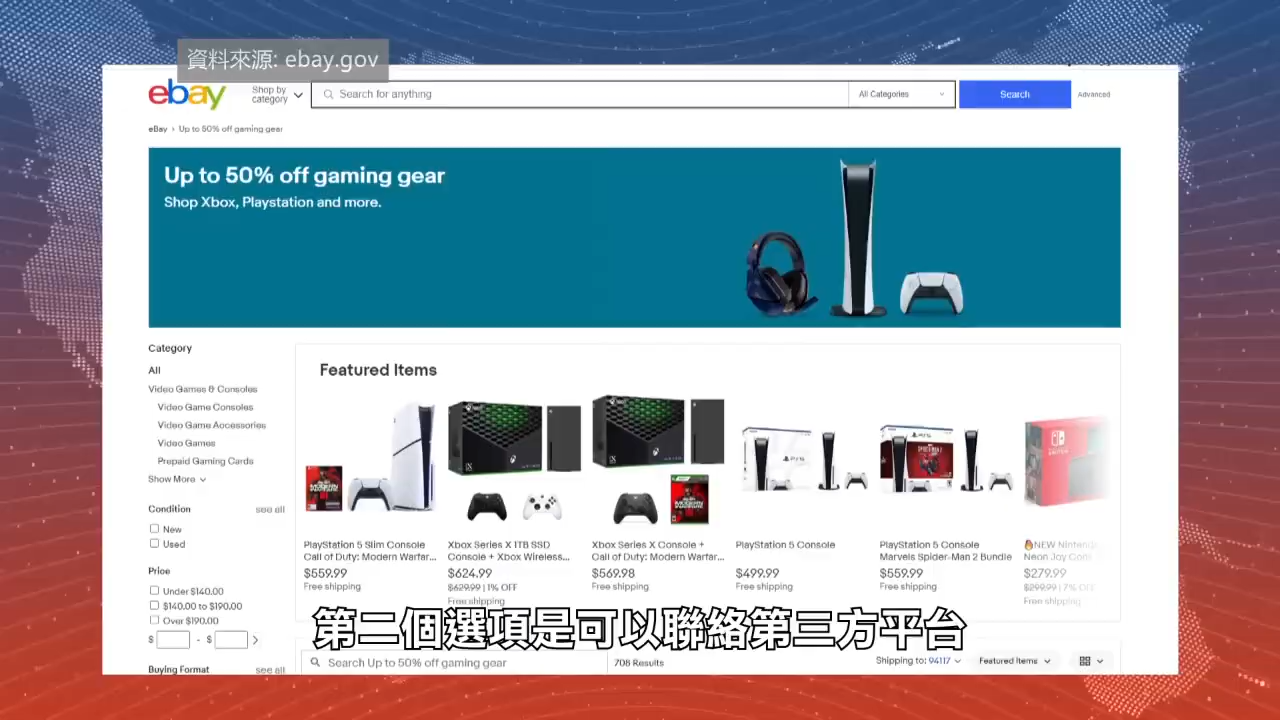 資料來源: ebay.gov
ebay
Shop by
category
Search for anything
All Categories
Search
Advanced
eBay › Up to 50% off gaming gear
Up to 50% off gaming gear
Shop Xbox, Playstation and more.
Category
All
Video Games & Consoles
Video Game Consoles
Video Game Accessories
Video Games
Prepaid Gaming Cards
Show More
Condition
see all
New
Used
Price
Under $140.00
$140.00 to $190.00
Over $190.00
$ - $
Buying Format
see all
Featured Items
PlayStation 5 Slim Console
Call of Duty: Modern Warfar...
$559.99
Free shipping
Xbox Series X 1TB SSD
Console + Xbox Wireless...
$624.99
$629.99 | 1% OFF
Free shipping
Xbox Series X Console +
Call of Duty: Modern Warfar...
$569.98
Free shipping
PlayStation 5 Console
$499.99
Free shipping
PlayStation 5 Console
Marvels Spider-Man 2 Bundle
$559.99
Free shipping
NEW Nintendo
Neon Joy Con
$279.99
$299.99 | 7% OFF
Free shipping
第二個選項是可以聯絡第三方平台
Search Up to 50% off gaming gear
708 Results
Shipping to: 94117
Featured Items